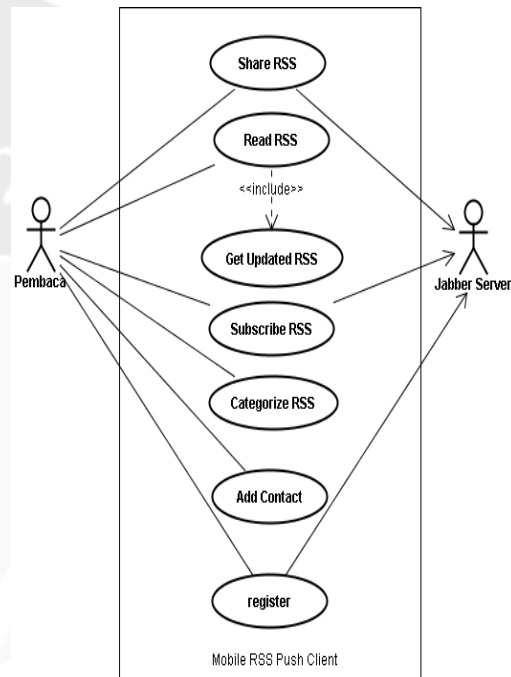 Share RSS
Read RSS
<<include>>
Get Updated RSS
Pembaca
Jabber Server
Subscribe RSS
Categorize RSS
Add Contact
register
Mobile RSS Push Client